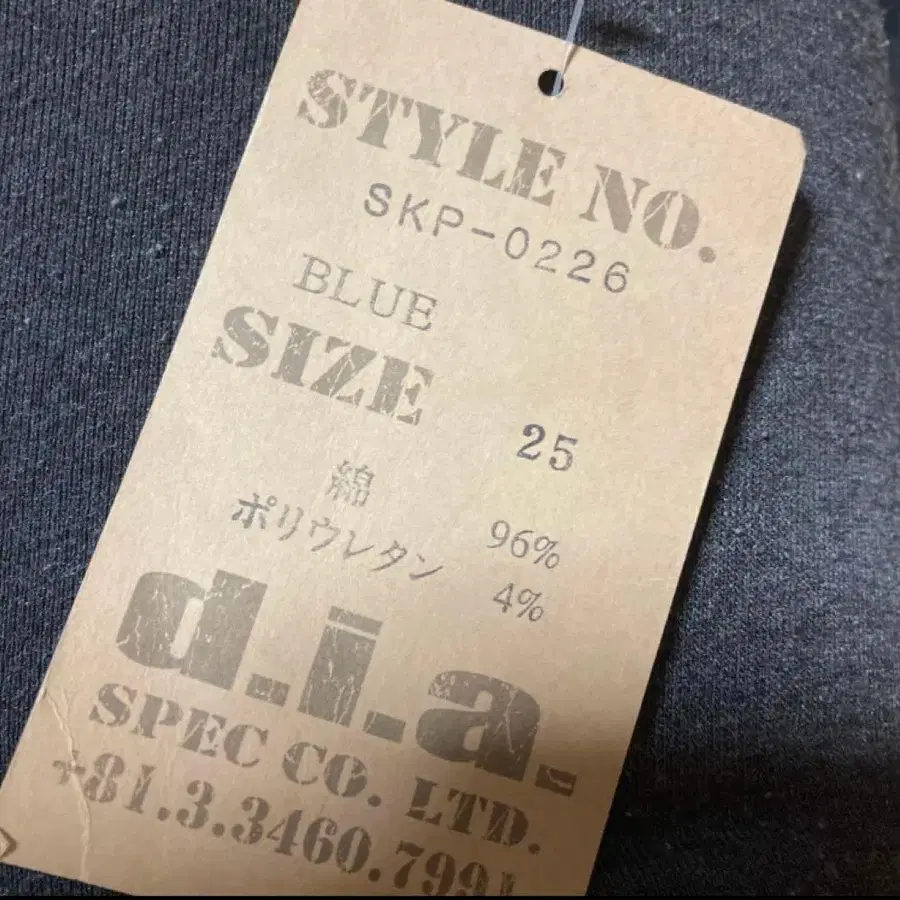 STYLE NO.
SKP-0226
BLUE
SIZE
25
綿 96%
ポリウレタン 4%
d.i.a.
SPEC CO. LTD.
+81.3.3460.7991